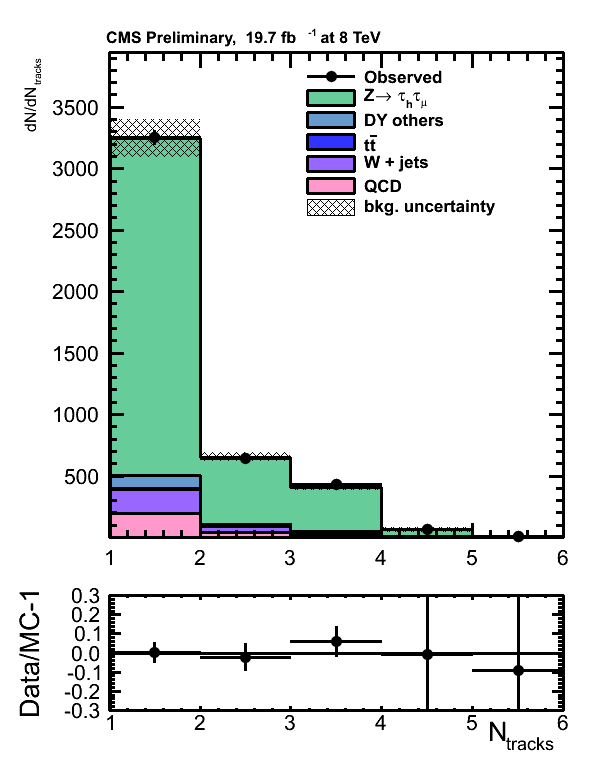 CMS Preliminary, 19.7 fb -1 at 8 TeV
dN/dNtracks
Observed
Z→ τhτμ
DY others
tt̄
W + jets
QCD
bkg. uncertainty
3500
3000
2500
2000
1500
1000
500
1 2 3 4 5 6
Data/MC-1
0.3
0.2
0.1
0.0
-0.1
-0.2
-0.3
1 2 3 4 5 6
Ntracks